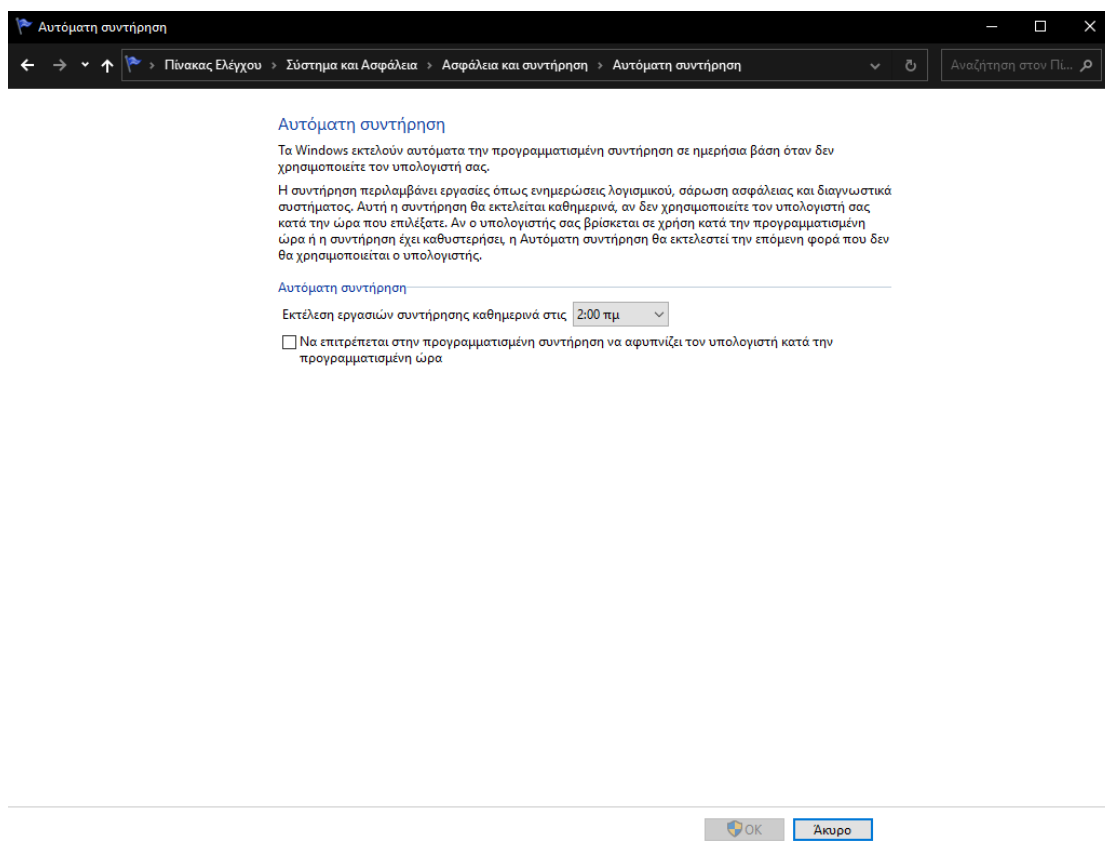 Αυτόματη συντήρηση
Πίνακας Ελέγχου › Σύστημα και Ασφάλεια › Ασφάλεια και συντήρηση › Αυτόματη συντήρηση
Αναζήτηση στον Πί...
Αυτόματη συντήρηση
Τα Windows εκτελούν αυτόματα την προγραμματισμένη συντήρηση σε ημερήσια βάση όταν δεν
χρησιμοποιείτε τον υπολογιστή σας.
Η συντήρηση περιλαμβάνει εργασίες όπως ενημερώσεις λογισμικού, σάρωση ασφάλειας και διαγνωστικά
συστήματος. Αυτή η συντήρηση θα εκτελείται καθημερινά, αν δεν χρησιμοποιείτε τον υπολογιστή σας
κατά την ώρα που επιλέξατε. Αν ο υπολογιστής σας βρίσκεται σε χρήση κατά την προγραμματισμένη
ώρα ή η συντήρηση έχει καθυστερήσει, η Αυτόματη συντήρηση θα εκτελεστεί την επόμενη φορά που δεν
θα χρησιμοποιείται ο υπολογιστής.
Αυτόματη συντήρηση
Εκτέλεση εργασιών συντήρησης καθημερινά στις 2:00 πμ
Να επιτρέπεται στην προγραμματισμένη συντήρηση να αφυπνίζει τον υπολογιστή κατά την
προγραμματισμένη ώρα
OK Άκυρο